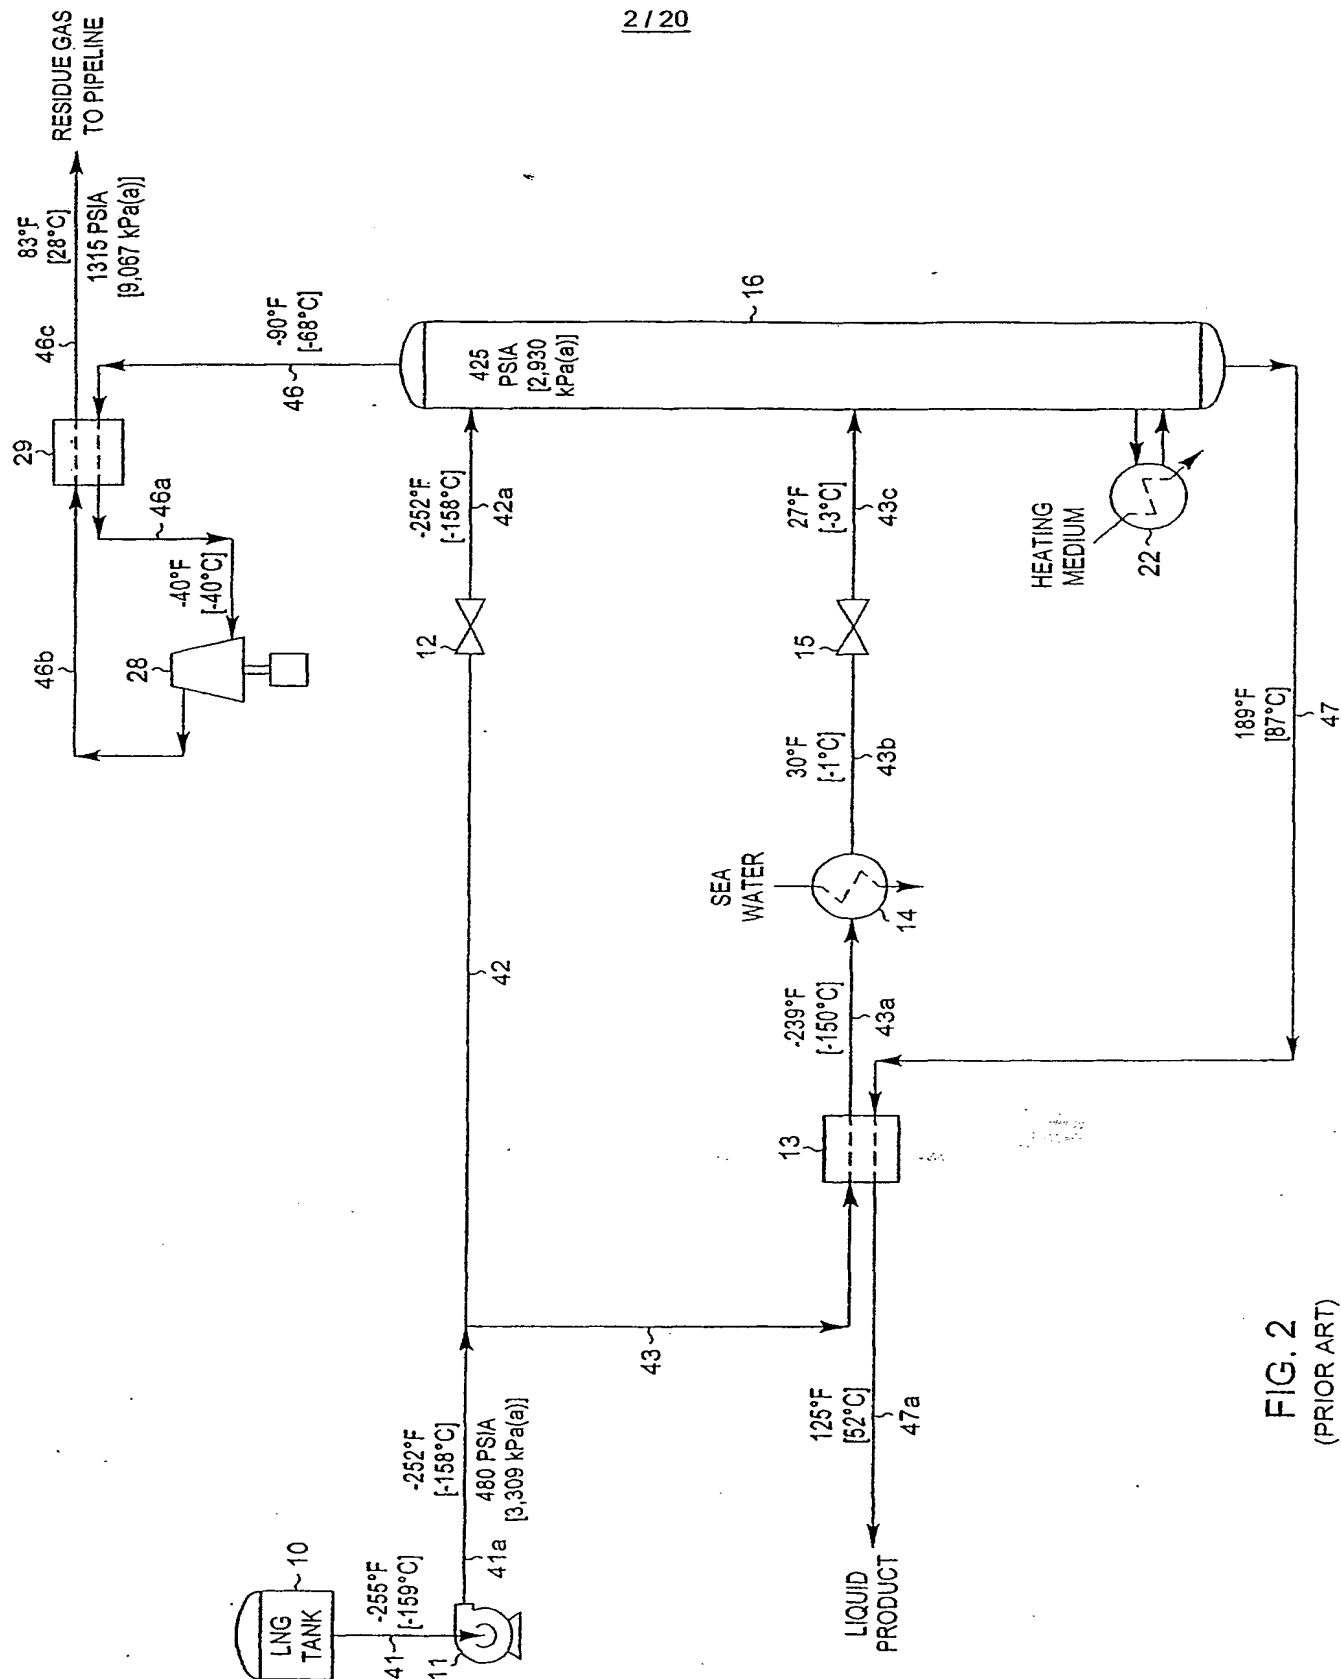 2 / 20
RESIDUE GAS
TO PIPELINE
83°F
[28°C]
1315 PSIA
[9,067 kPa(a)]
46c
29
46a
-40°F
[-40°C]
46b
28
-90°F
[-68°C]
46
425
PSIA
[2,930
kPa(a)]
16
-252°F
[-158°C]
42a
12
42
27°F
[-3°C]
43c
15
30°F
[-1°C]
43b
SEA
WATER
14
-239°F
[-150°C]
43a
13
HEATING
MEDIUM
22
189°F
[87°C]
47
43
-252°F
[-158°C]
480 PSIA
[3,309 kPa(a)]
41a
10
LNG
TANK
-255°F
[-159°C]
41
11
125°F
[52°C]
47a
LIQUID
PRODUCT
FIG. 2
(PRIOR ART)